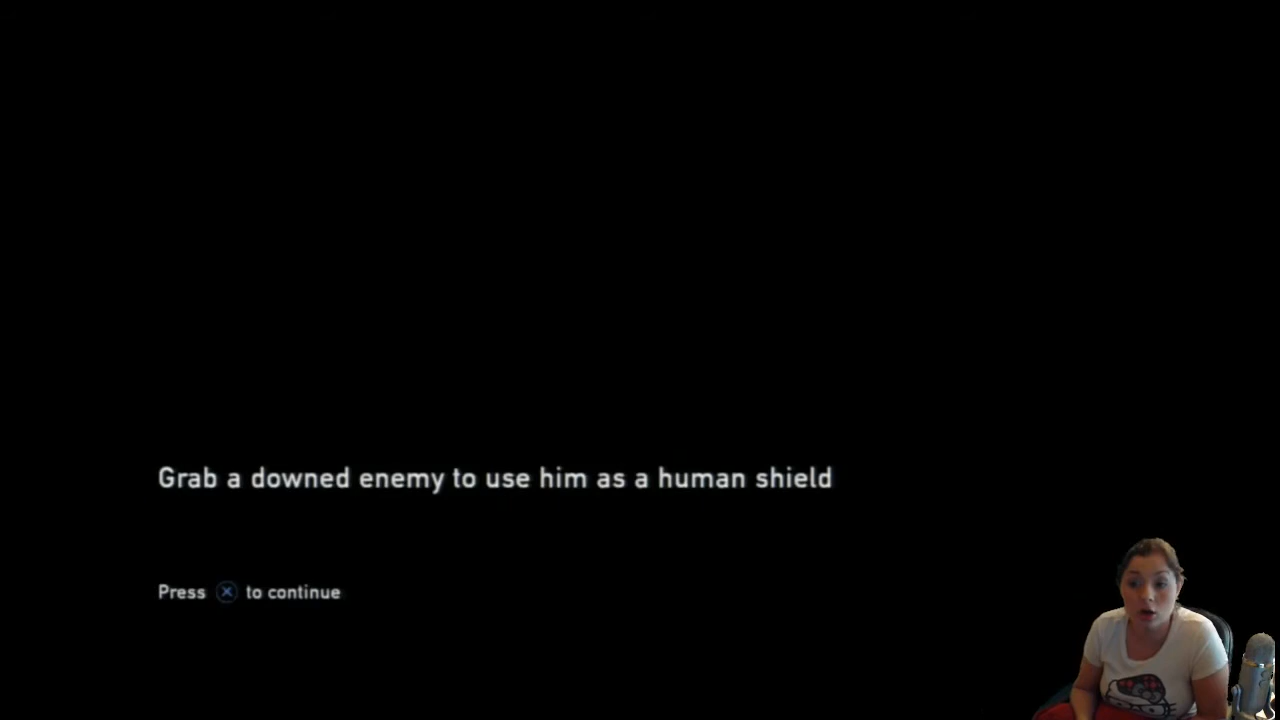 Grab a downed enemy to use him as a human shield
Press ⓧ to continue